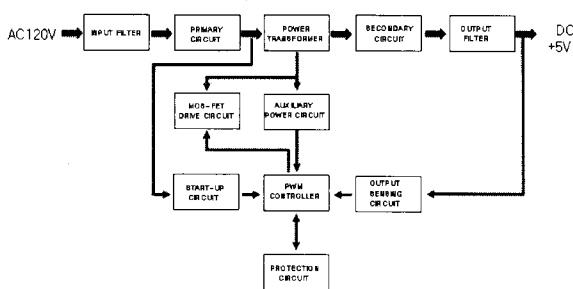 AC120V
INPUT FILTER
PRIMARY
CIRCUIT
POWER
TRANSFORMER
SECONDARY
CIRCUIT
OUTPUT
FILTER
DC
+5V
MOS-FET
DRIVE CIRCUIT
AUXILIARY
POWER CIRCUIT
START-UP
CIRCUIT
PWM
CONTROLLER
OUTPUT
SENSING
CIRCUIT
PROTECTION
CIRCUIT